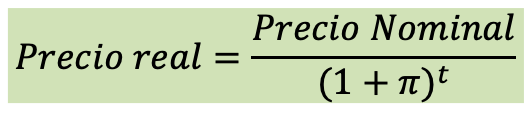 Precio real = Precio Nominal / (1 + π)^t